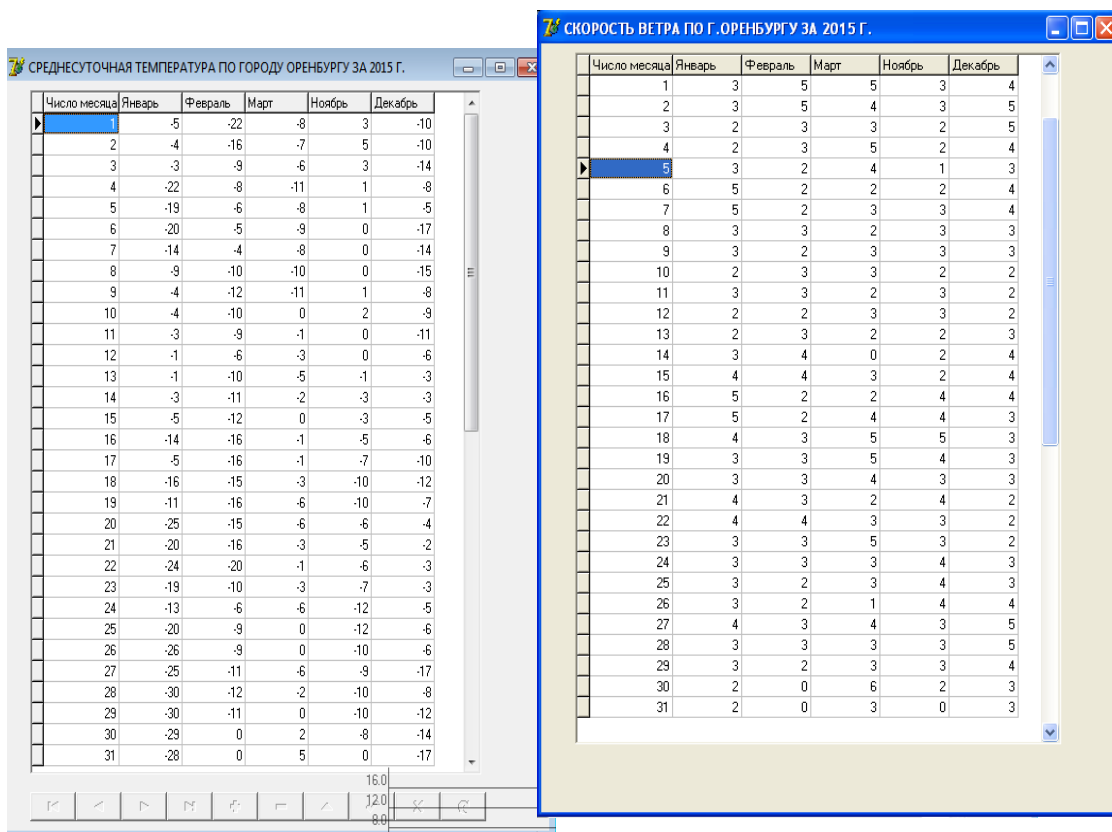 СРЕДНЕСУТОЧНАЯ ТЕМПЕРАТУРА ПО ГОРОДУ ОРЕНБУРГУ ЗА 2015 Г.
Число месяца Январь Февраль Март Ноябрь Декабрь
1 -5 -22 -8 3 -10
2 -4 -16 -7 5 -10
3 -3 -9 -6 3 -14
4 -22 -8 -11 1 -8
5 -19 -6 -8 1 -5
6 -20 -5 -9 0 -17
7 -14 -4 -8 0 -14
8 -9 -10 -10 0 -15
9 -4 -12 -11 1 -8
10 -4 -10 0 2 -9
11 -3 -9 -1 0 -11
12 -1 -6 -3 0 -6
13 -1 -10 -5 -1 -3
14 -3 -11 -2 -3 -3
15 -5 -12 0 -3 -5
16 -14 -16 -1 -5 -6
17 -5 -16 -1 -7 -10
18 -16 -15 -3 -10 -12
19 -11 -16 -6 -10 -7
20 -25 -15 -6 -6 -4
21 -20 -16 -3 -5 -2
22 -24 -20 -1 -6 -3
23 -19 -10 -3 -7 -3
24 -13 -6 -6 -12 -5
25 -20 -9 0 -12 -6
26 -26 -9 0 -10 -6
27 -25 -11 -6 -9 -17
28 -30 -12 -2 -10 -8
29 -30 -11 0 -10 -12
30 -29 0 2 -8 -14
31 -28 0 5 0 -17
16.0
12.0
8.0
СКОРОСТЬ ВЕТРА ПО Г.ОРЕНБУРГУ ЗА 2015 Г.
Число месяца Январь Февраль Март Ноябрь Декабрь
1 3 5 5 3 4
2 3 5 4 3 5
3 2 3 3 2 5
4 2 3 5 2 4
5 3 2 4 1 3
6 5 2 2 2 4
7 5 2 3 3 4
8 3 3 2 3 3
9 3 2 3 3 3
10 2 3 3 2 2
11 3 3 2 3 2
12 2 2 3 3 2
13 2 3 2 2 3
14 3 4 0 2 4
15 4 4 3 2 4
16 5 2 2 4 4
17 5 2 4 4 3
18 4 3 5 5 3
19 3 3 5 4 3
20 3 3 4 3 3
21 4 3 2 4 2
22 4 4 3 3 2
23 3 3 5 3 2
24 3 3 3 4 3
25 3 2 3 4 3
26 3 2 1 4 4
27 4 3 4 3 5
28 3 3 3 3 5
29 3 2 3 3 4
30 2 0 6 2 3
31 2 0 3 0 3